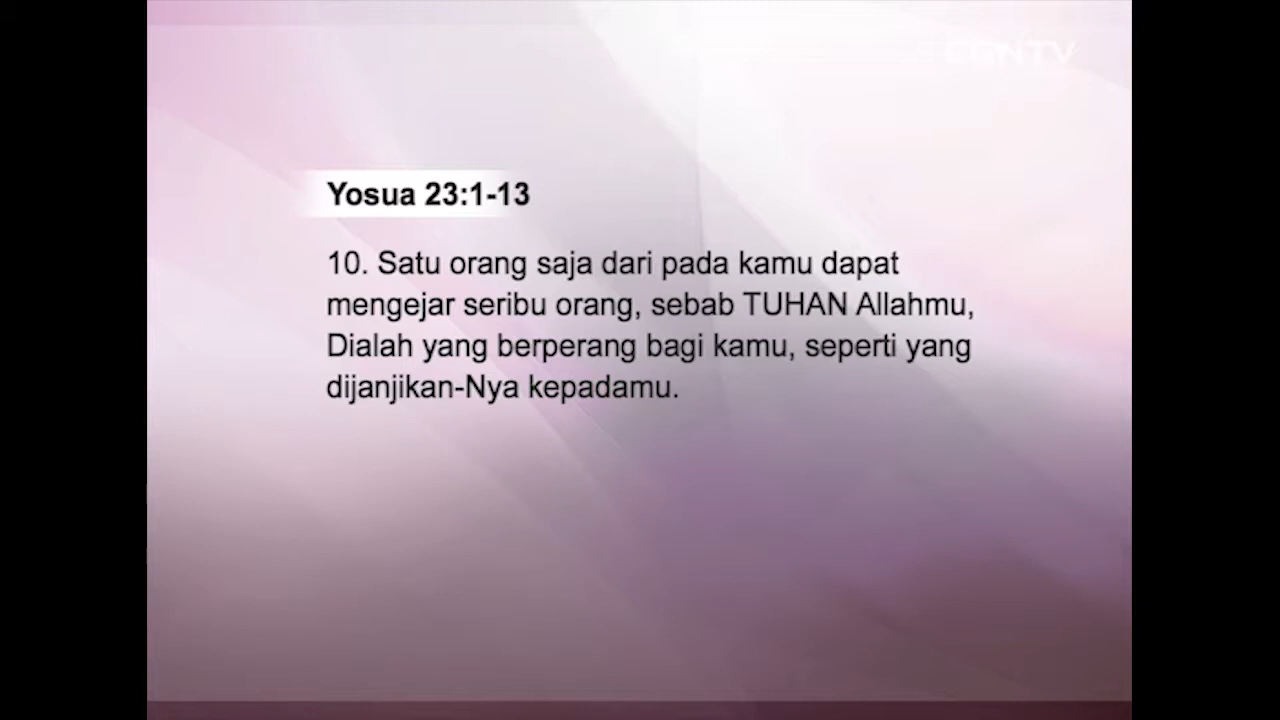 CGNTV
Yosua 23:1-13
10. Satu orang saja dari pada kamu dapat
mengejar seribu orang, sebab TUHAN Allahmu,
Dialah yang berperang bagi kamu, seperti yang
dijanjikan-Nya kepadamu.